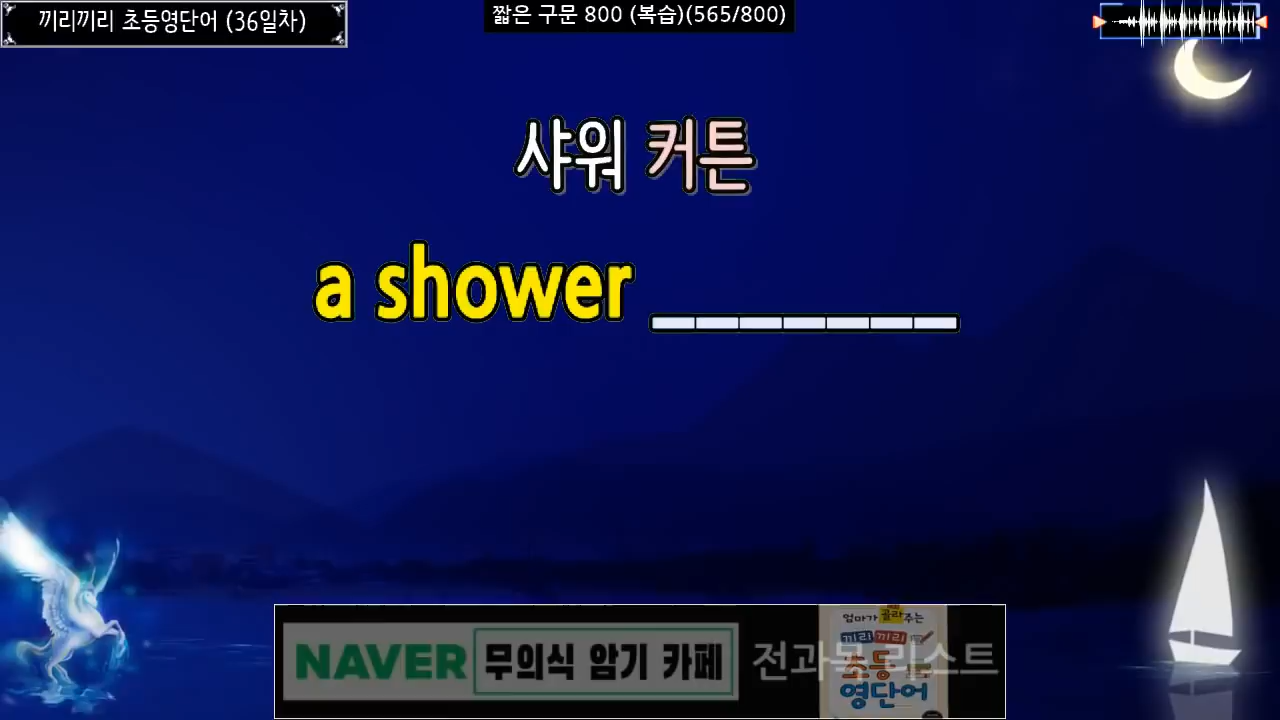 끼리끼리 초등영단어 (36일차)
짧은 구문 800 (복습)(565/800)
샤워 커튼
a shower _______
NAVER 무의식 암기 카페 전과목 리스트
엄마가 골라주는
끼리끼리
초등
영단어